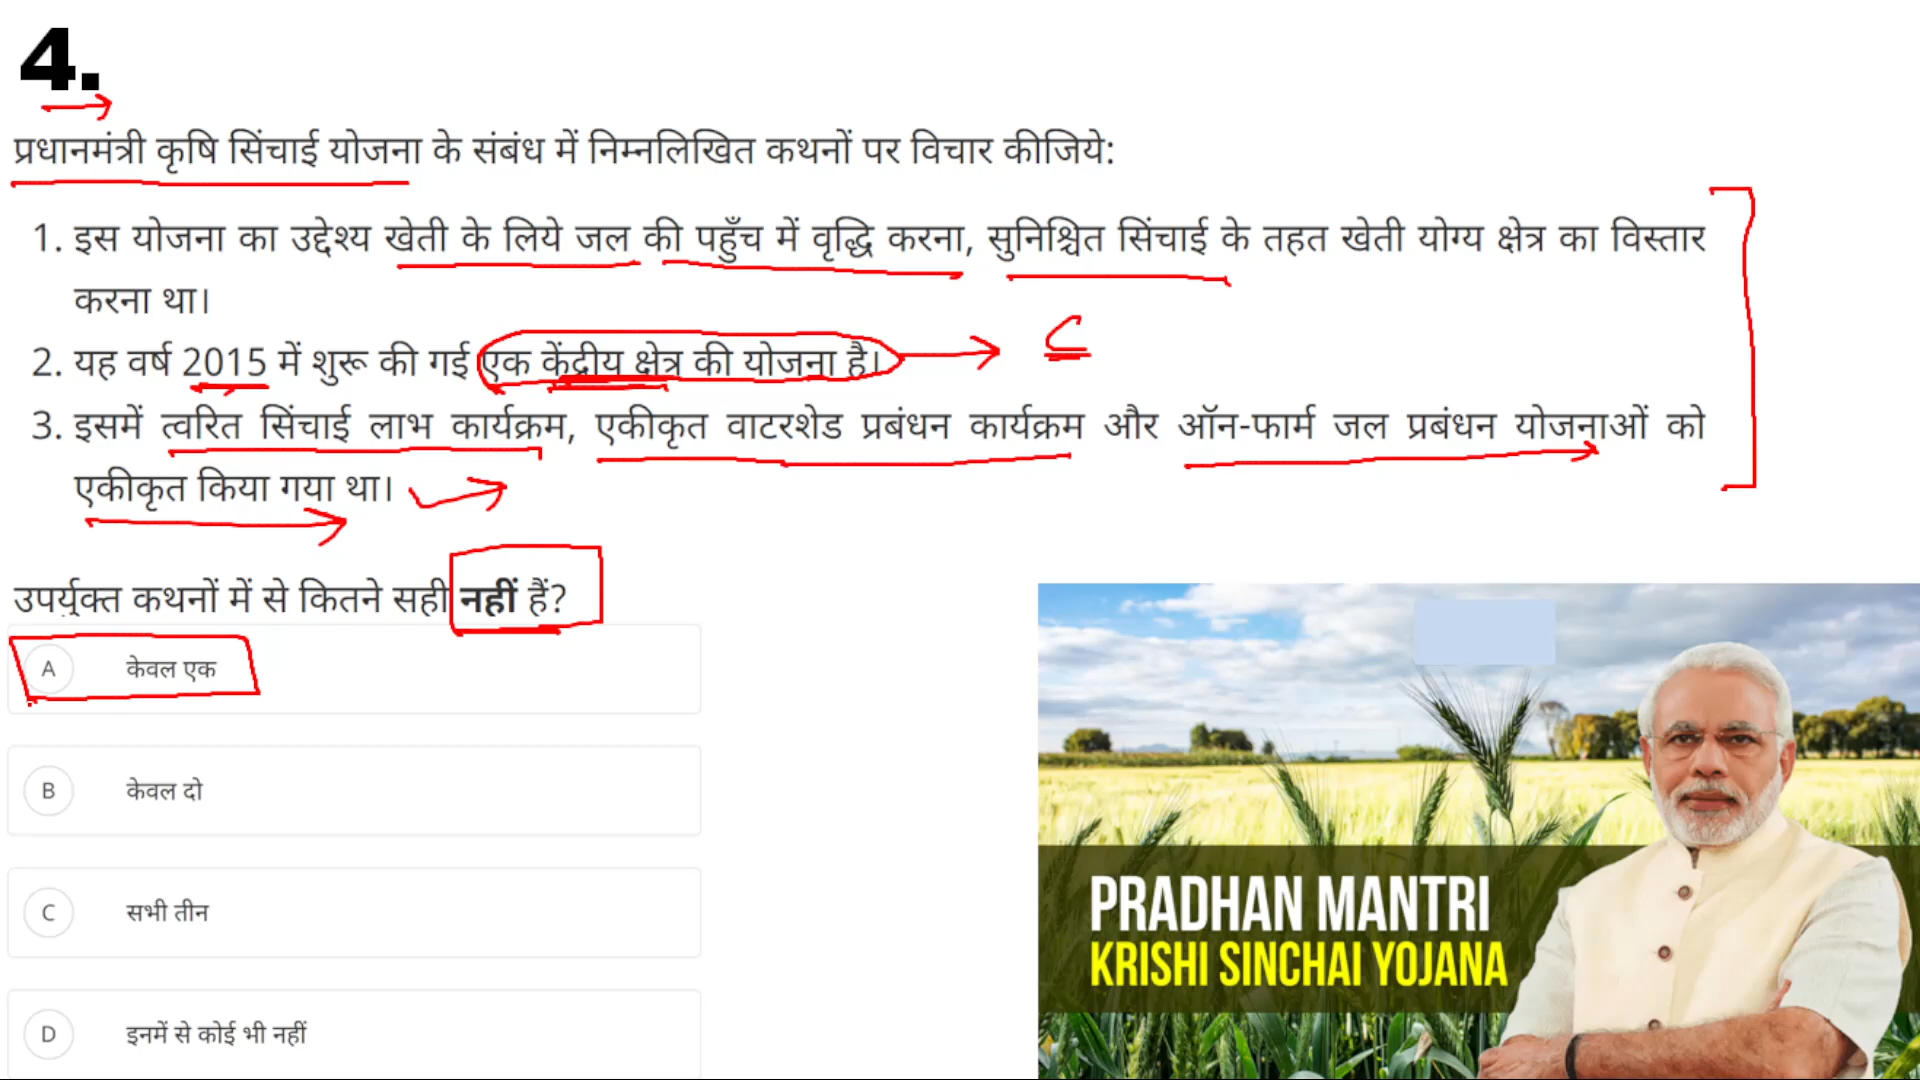 4.
प्रधानमंत्री कृषि सिंचाई योजना के संबंध में निम्नलिखित कथनों पर विचार कीजिये:
1. इस योजना का उद्देश्य खेती के लिये जल की पहुँच में वृद्धि करना, सुनिश्चित सिंचाई के तहत खेती योग्य क्षेत्र का विस्तार
करना था।
2. यह वर्ष 2015 में शुरू की गई एक केंद्रीय क्षेत्र की योजना है।
3. इसमें त्वरित सिंचाई लाभ कार्यक्रम, एकीकृत वाटरशेड प्रबंधन कार्यक्रम और ऑन-फार्म जल प्रबंधन योजनाओं को
एकीकृत किया गया था।
उपर्युक्त कथनों में से कितने सही नहीं हैं?
A केवल एक
B केवल दो
C सभी तीन
D इनमें से कोई भी नहीं
PRADHAN MANTRI
KRISHI SINCHAI YOJANA